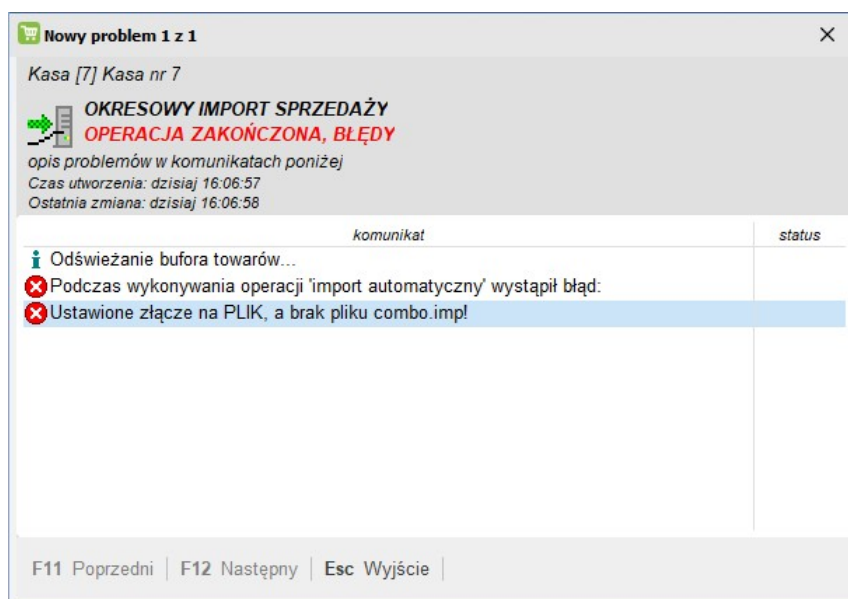 Nowy problem 1 z 1
Kasa [7] Kasa nr 7
OKRESOWY IMPORT SPRZEDAŻY
OPERACJA ZAKOŃCZONA, BŁĘDY
opis problemów w komunikatach poniżej
Czas utworzenia: dzisiaj 16:06:57
Ostatnia zmiana: dzisiaj 16:06:58
komunikat status
Odświeżanie bufora towarów...
Podczas wykonywania operacji 'import automatyczny' wystąpił błąd:
Ustawione złącze na PLIK, a brak pliku combo.imp!
F11 Poprzedni F12 Następny Esc Wyjście